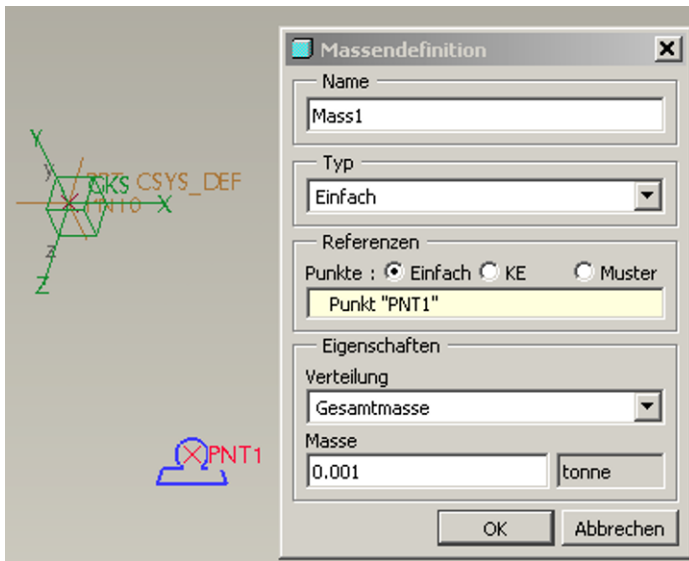 Massendefinition
Name
Mass1
Typ
Einfach
Referenzen
Punkte : Einfach KE Muster
Punkt "PNT1"
Eigenschaften
Verteilung
Gesamtmasse
Masse
0.001 tonne
OK Abbrechen
Y
y
CSYS_DEF
X
z
Z
PNT1